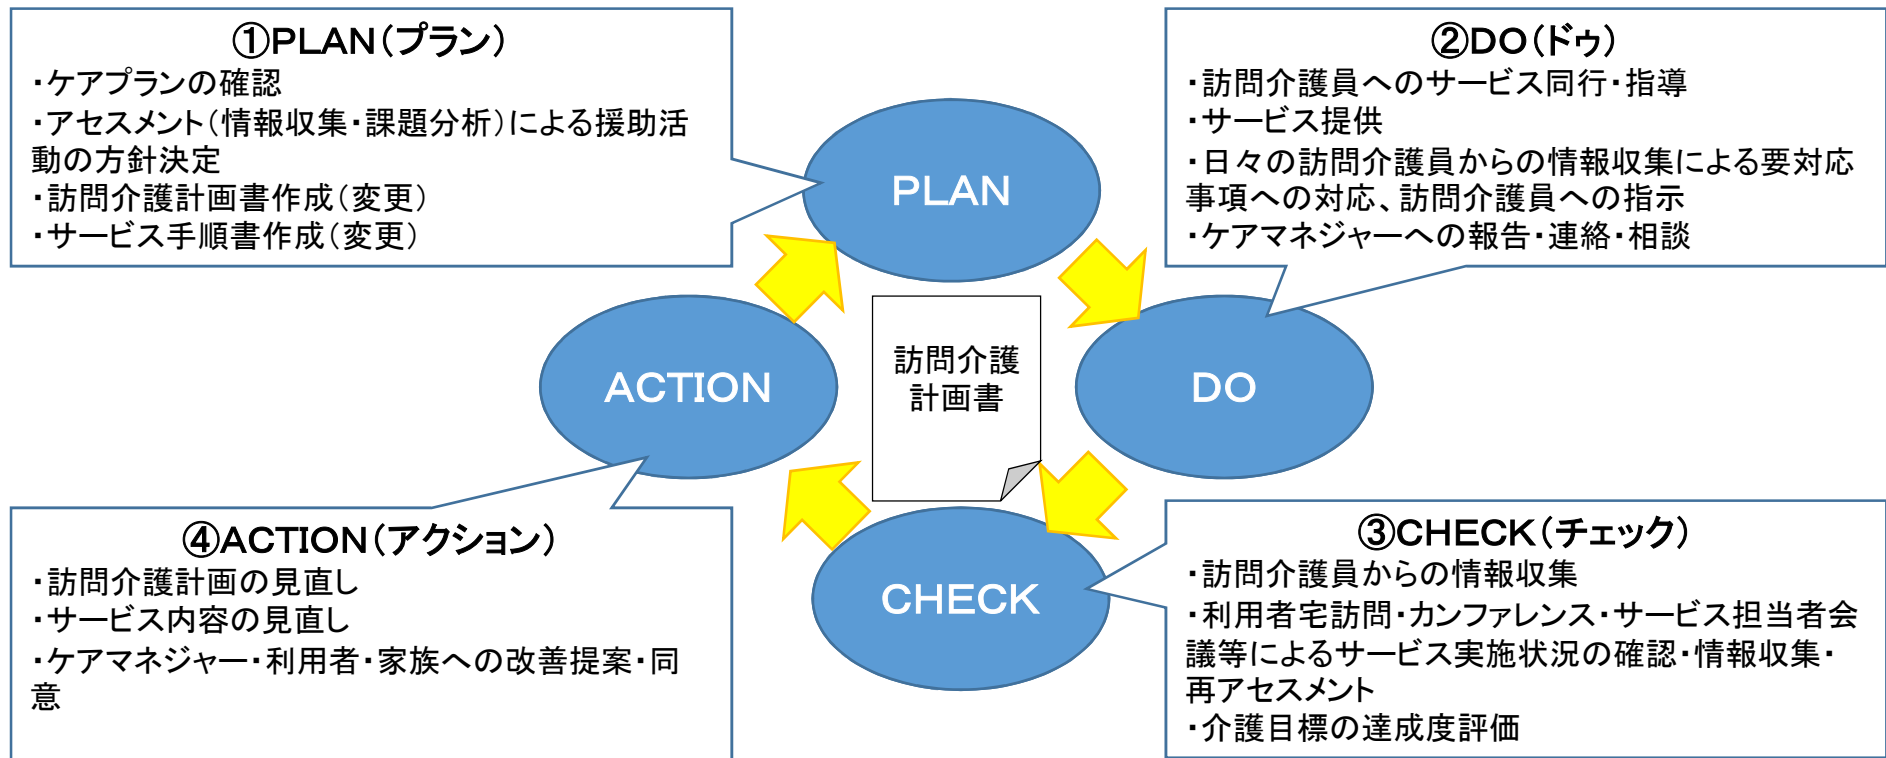 ①PLAN(プラン)
・ケアプランの確認
・アセスメント(情報収集・課題分析)による援助活
動の方針決定
・訪問介護計画書作成(変更)
・サービス手順書作成(変更)
②DO(ドゥ)
・訪問介護員へのサービス同行・指導
・サービス提供
・日々の訪問介護員からの情報収集による要対応
事項への対応、訪問介護員への指示
・ケアマネジャーへの報告・連絡・相談
PLAN
ACTION
訪問介護
計画書
DO
CHECK
④ACTION(アクション)
・訪問介護計画の見直し
・サービス内容の見直し
・ケアマネジャー・利用者・家族への改善提案・同
意
③CHECK(チェック)
・訪問介護員からの情報収集
・利用者宅訪問・カンファレンス・サービス担当者会
議等によるサービス実施状況の確認・情報収集・
再アセスメント
・介護目標の達成度評価